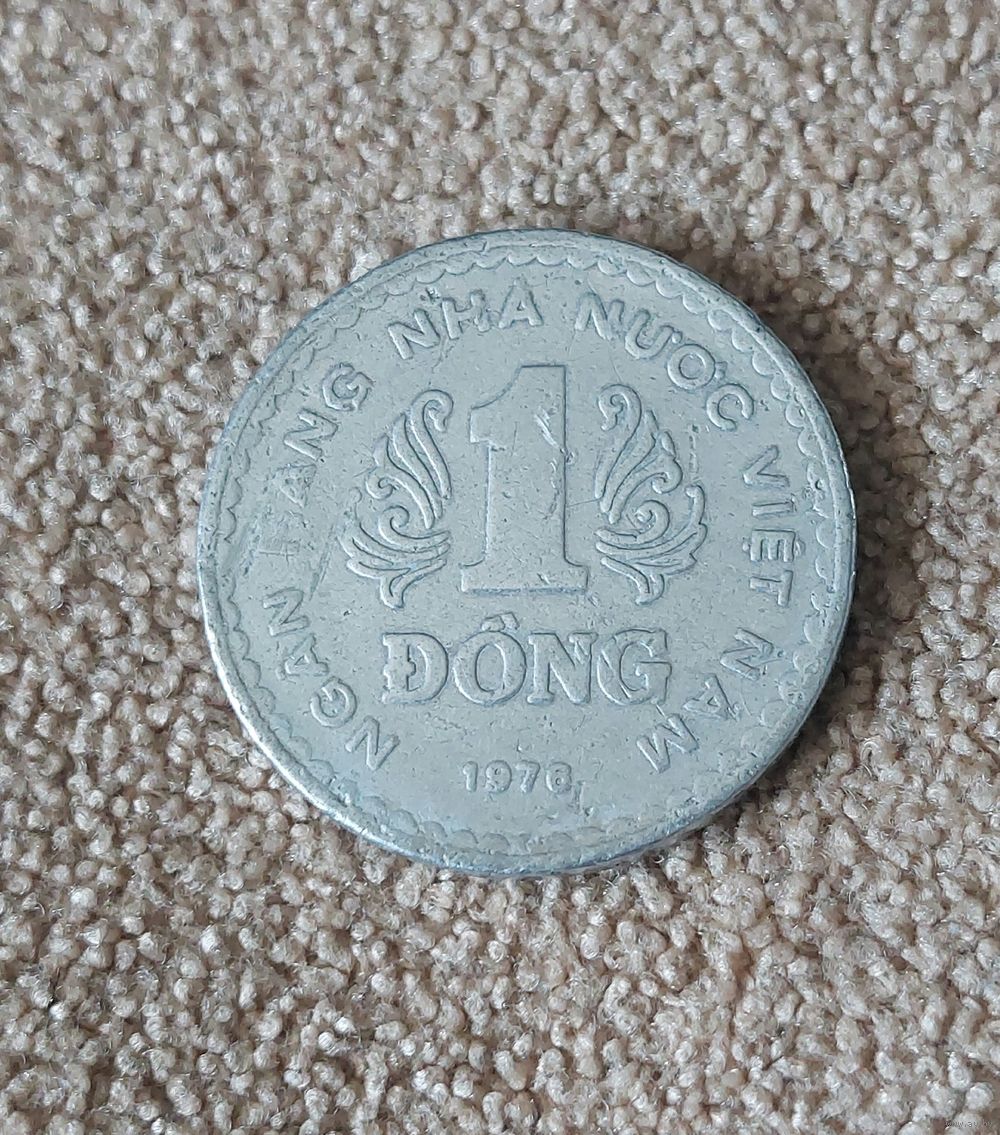 NGÂN HÀNG NHÀ NƯỚC VIỆT NAM
1
ĐỒNG
1976